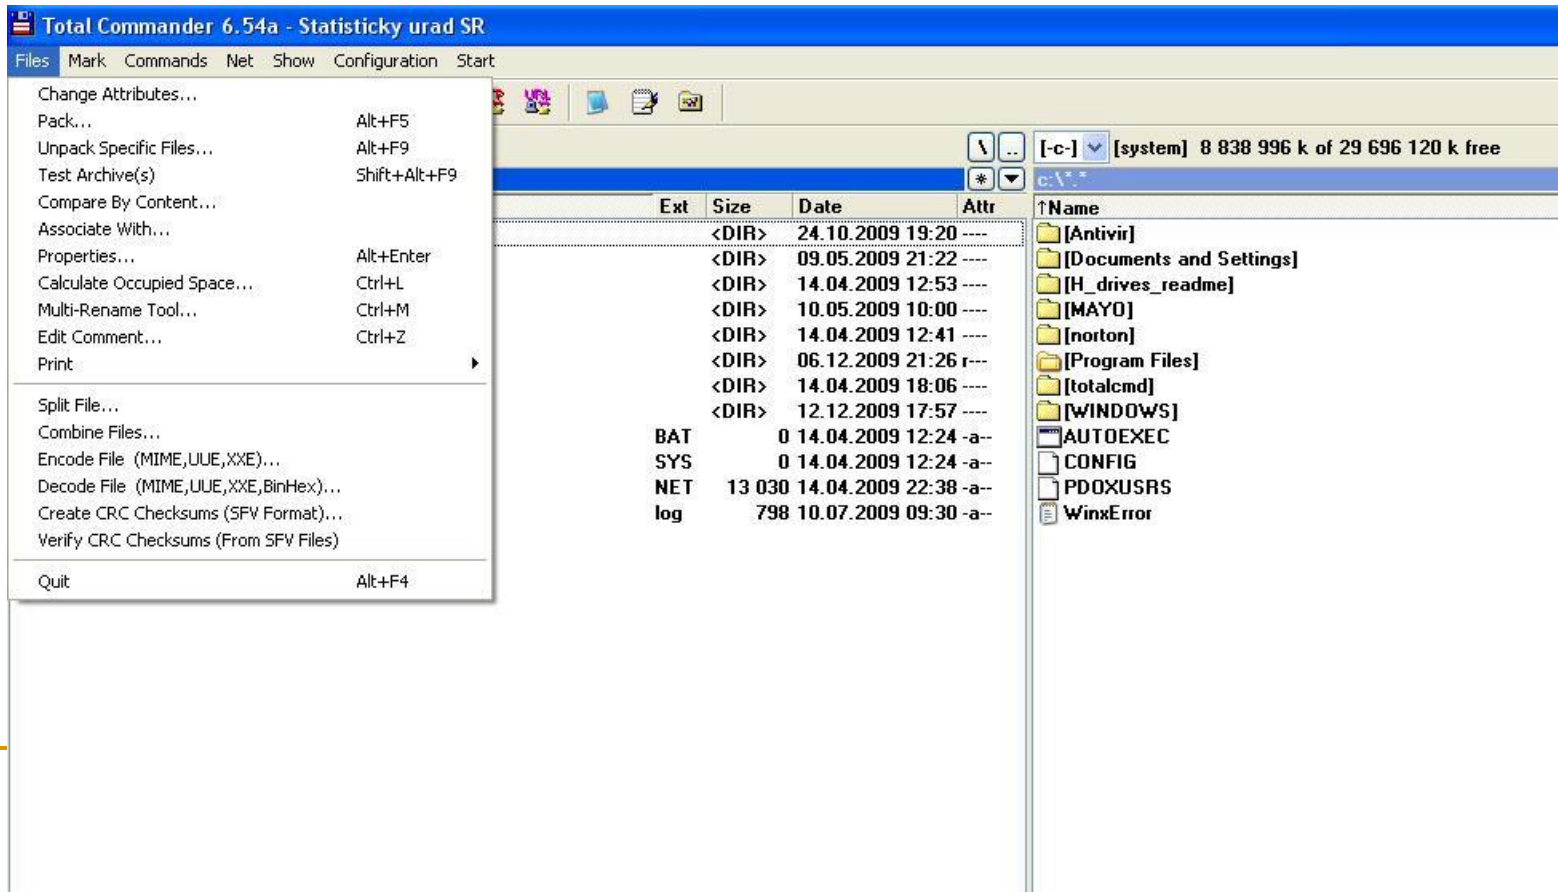 Total Commander 6.54a - Statisticky urad SR
Files Mark Commands Net Show Configuration Start
Change Attributes...
Pack... Alt+F5
Unpack Specific Files... Alt+F9
Test Archive(s) Shift+Alt+F9
Compare By Content...
Associate With...
Properties... Alt+Enter
Calculate Occupied Space... Ctrl+L
Multi-Rename Tool... Ctrl+M
Edit Comment... Ctrl+Z
Print
Split File...
Combine Files...
Encode File (MIME,UUE,XXE)...
Decode File (MIME,UUE,XXE,BinHex)...
Create CRC Checksums (SFV Format)...
Verify CRC Checksums (From SFV Files)
Quit Alt+F4
\ ..
* 
Ext Size Date Attr
<DIR> 24.10.2009 19:20 ----
<DIR> 09.05.2009 21:22 ----
<DIR> 14.04.2009 12:53 ----
<DIR> 10.05.2009 10:00 ----
<DIR> 14.04.2009 12:41 ----
<DIR> 06.12.2009 21:26 r---
<DIR> 14.04.2009 18:06 ----
<DIR> 12.12.2009 17:57 ----
BAT 0 14.04.2009 12:24 -a--
SYS 0 14.04.2009 12:24 -a--
NET 13 030 14.04.2009 22:38 -a--
log 798 10.07.2009 09:30 -a--
[-c-] [system] 8 838 996 k of 29 696 120 k free
c:\*.*
↑Name
[Antivir]
[Documents and Settings]
[H_drives_readme]
[MAYO]
[norton]
[Program Files]
[totalcmd]
[WINDOWS]
AUTOEXEC
CONFIG
PDOXUSRS
WinxError